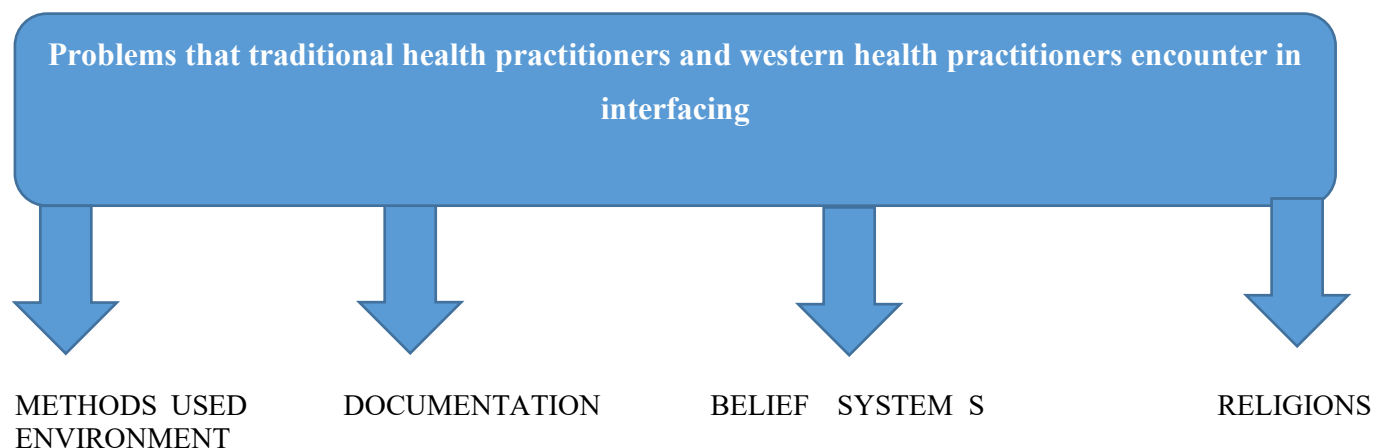 Problems that traditional health practitioners and western health practitioners encounter in
interfacing
METHODS USED DOCUMENTATION BELIEF SYSTEM S RELIGIONS
ENVIRONMENT